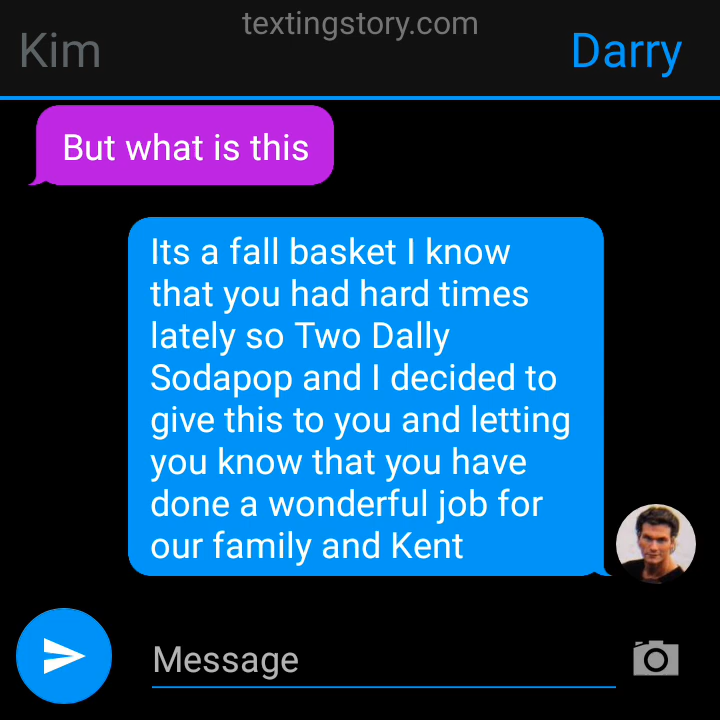 textingstory.com
Kim
Darry
But what is this
Its a fall basket I know
that you had hard times
lately so Two Dally
Sodapop and I decided to
give this to you and letting
you know that you have
done a wonderful job for
our family and Kent
Message